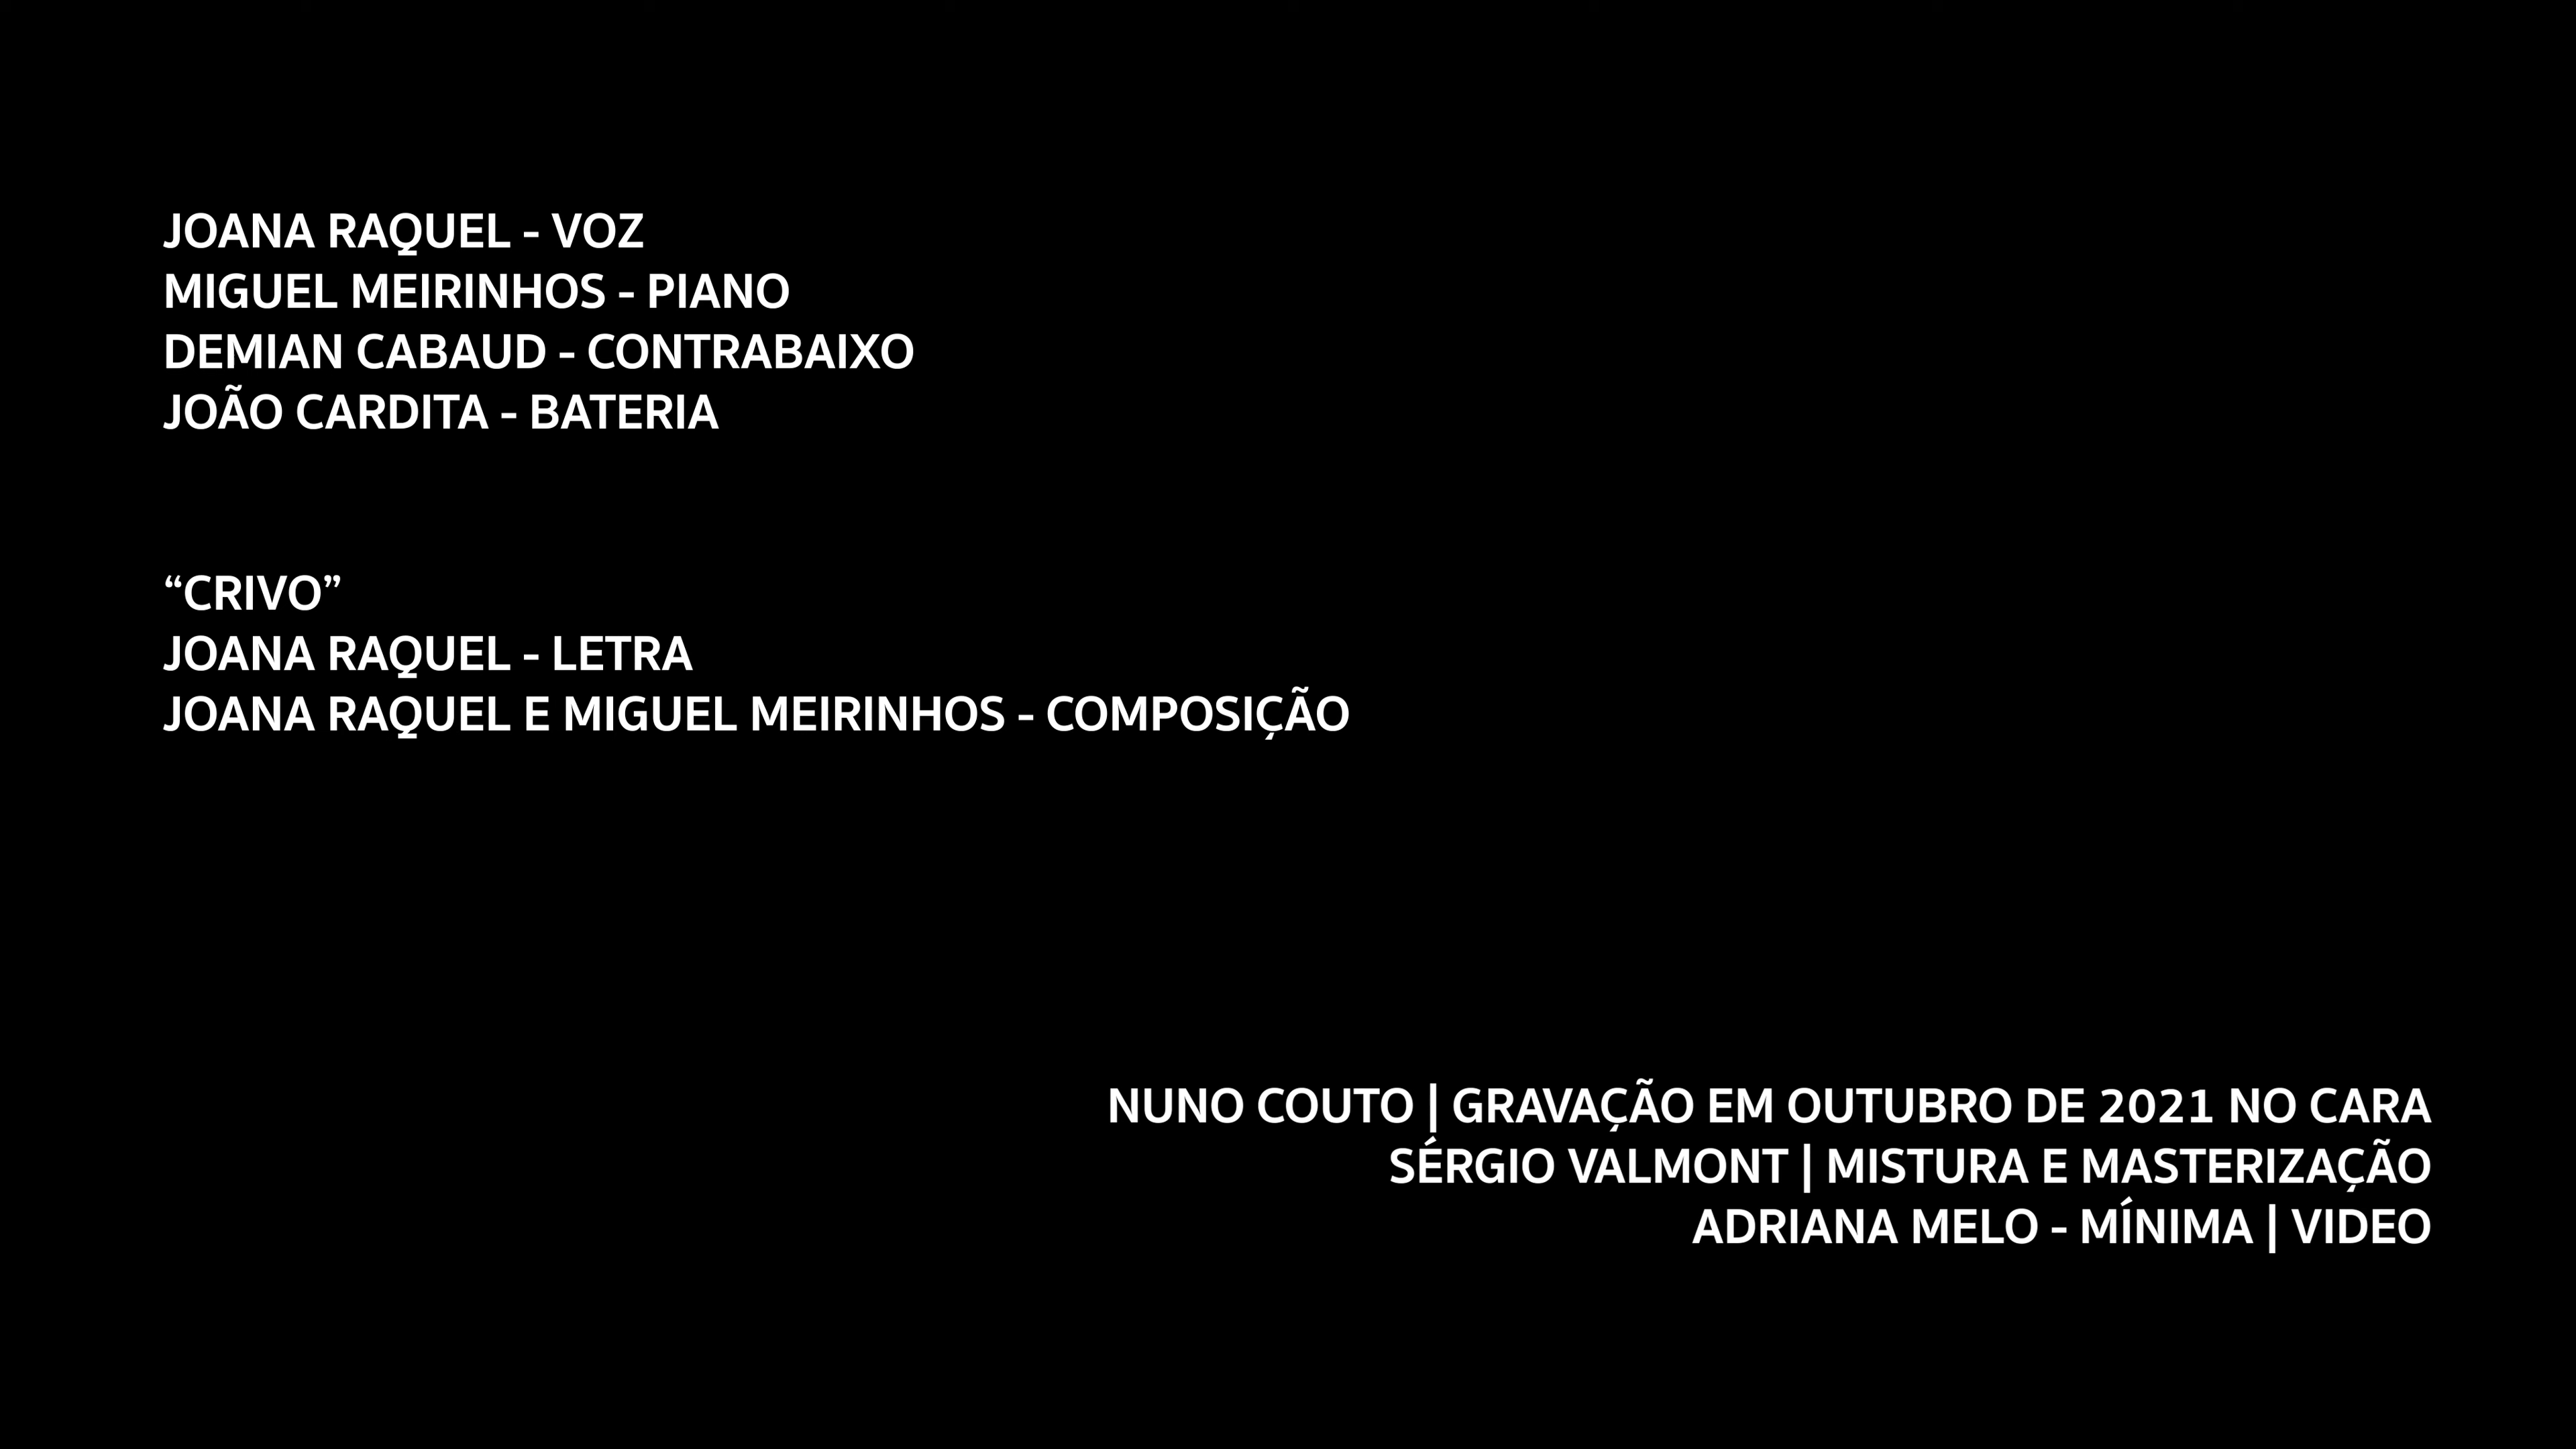 JOANA RAQUEL - VOZ
MIGUEL MEIRINHOS - PIANO
DEMIAN CABAUD - CONTRABAIXO
JOÃO CARDITA - BATERIA
“CRIVO”
JOANA RAQUEL - LETRA
JOANA RAQUEL E MIGUEL MEIRINHOS - COMPOSIÇÃO
NUNO COUTO | GRAVAÇÃO EM OUTUBRO DE 2021 NO CARA
SÉRGIO VALMONT | MISTURA E MASTERIZAÇÃO
ADRIANA MELO - MÍNIMA | VIDEO